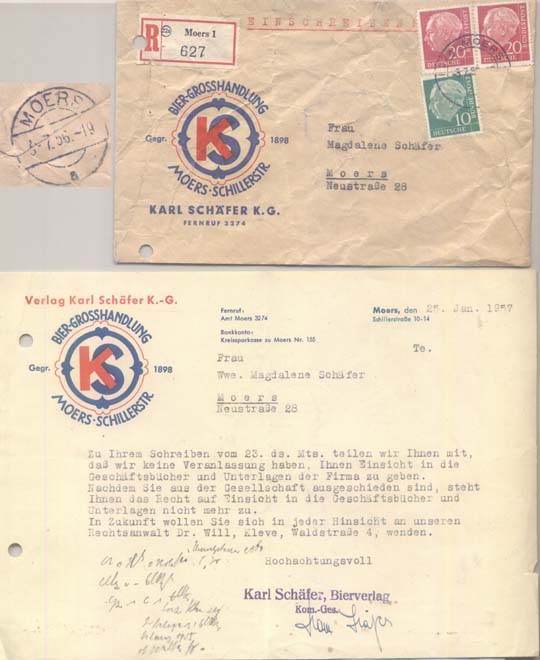 R
22a
Moers 1
627
EINSCHREIBEN
20
DEUTSCHE BUNDESPOST
20
DEUTSCHE BUNDESPOST
10
DEUTSCHE BUNDESPOST
MOERS
7.56.-19
a
BIER-GROSSHANDLUNG
Gegr. KS 1898
MOERS·SCHILLERSTR.
KARL SCHÄFER K.G.
FERNRUF 3274
Frau
Magdalene Schäfer
Moers
Neustraße 28
Verlag Karl Schäfer K.-G.
BIER-GROSSHANDLUNG
Gegr. KS 1898
MOERS·SCHILLERSTR.
Fernruf:
Amt Moers 3274
Bankkonto:
Kreissparkasse zu Moers Nr. 155
Moers, den 25. Jan. 1957
Schillerstraße 10-14
Te.
Frau
Wwe. Magdalene Schäfer
Moers
Neustraße 28
Zu Ihrem Schreiben vom 23. ds. Mts. teilen wir Ihnen mit,
daß wir keine Veranlassung haben, Ihnen Einsicht in die
Geschäftsbücher und Unterlagen der Firma zu geben.
Nachdem Sie aus der Gesellschaft ausgeschieden sind, steht
Ihnen das Recht auf Einsicht in die Geschäftsbücher und
Unterlagen nicht mehr zu.
In Zukunft wollen Sie sich in jeder Hinsicht an unseren
Rechtsanwalt Dr. Will, Kleve, Waldstraße 4, wenden.
Hochachtungsvoll
Karl Schäfer, Bierverlag
Kom.-Ges.